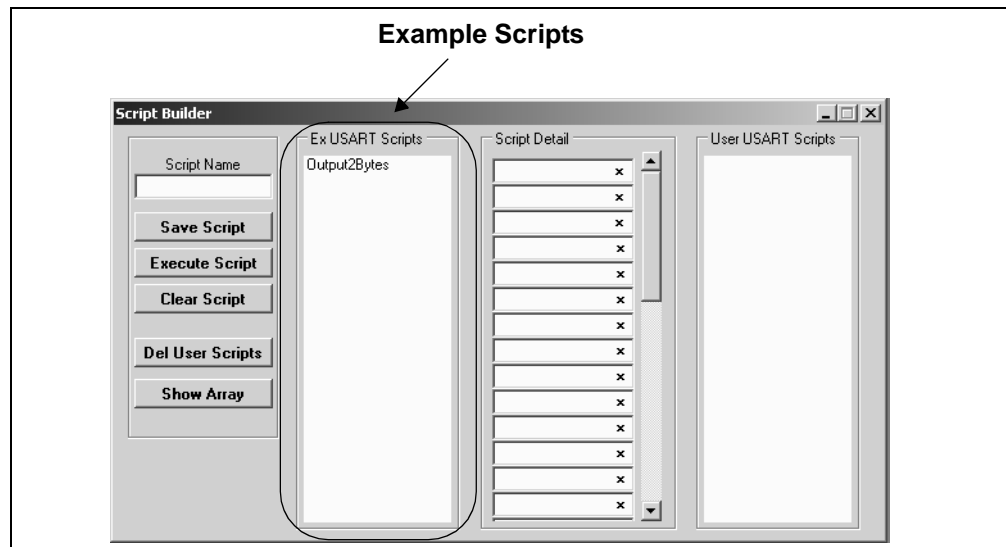 Example Scripts
Script Builder
Script Name
Save Script
Execute Script
Clear Script
Del User Scripts
Show Array
Ex USART Scripts
Output2Bytes
Script Detail
x
x
x
x
x
x
x
x
x
x
x
x
x
x
User USART Scripts